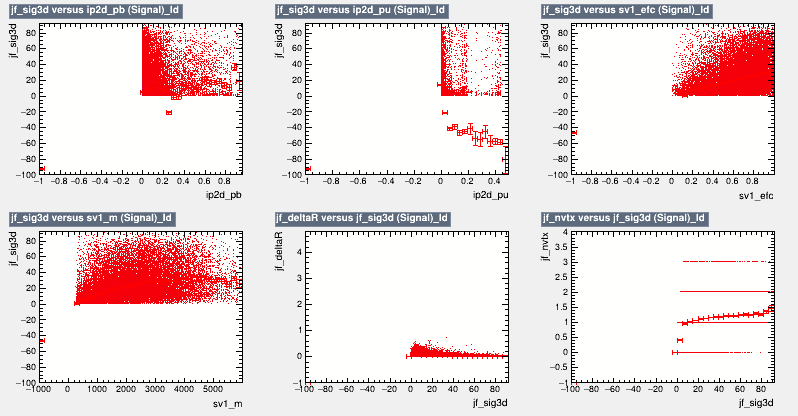 jf_sig3d versus ip2d_pb (Signal)_Id
jf_sig3d
80
60
40
20
0
−20
−40
−60
−80
−100
−1 −0.8 −0.6 −0.4 −0.2 0 0.2 0.4 0.6 0.8
ip2d_pb
jf_sig3d versus ip2d_pu (Signal)_Id
jf_sig3d
80
60
40
20
0
−20
−40
−60
−80
−100
−1 −0.8 −0.6 −0.4 −0.2 0 0.2 0.4
ip2d_pu
jf_sig3d versus sv1_efc (Signal)_Id
jf_sig3d
80
60
40
20
0
−20
−40
−60
−80
−100
−1 −0.8 −0.6 −0.4 −0.2 0 0.2 0.4 0.6 0.8
sv1_efc
jf_sig3d versus sv1_m (Signal)_Id
jf_sig3d
80
60
40
20
0
−20
−40
−60
−80
−100
−1000 0 1000 2000 3000 4000 5000
sv1_m
jf_deltaR versus jf_sig3d (Signal)_Id
jf_deltaR
4
3
2
1
0
−1
−100 −80 −60 −40 −20 0 20 40 60 80
jf_sig3d
jf_nvtx versus jf_sig3d (Signal)_Id
jf_nvtx
4
3.5
3
2.5
2
1.5
1
0.5
0
−0.5
−1
−100 −80 −60 −40 −20 0 20 40 60 80
jf_sig3d